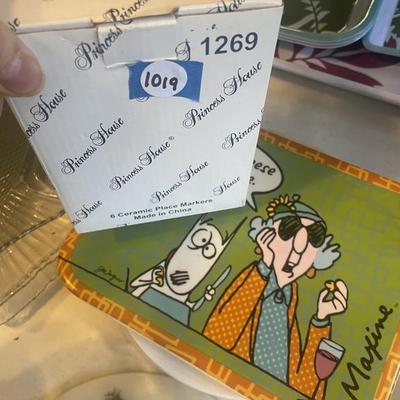 Princess House
1269
1019
Princess House
Princess House
Princess House
Princess House®
Princess House
Princess House
6 Ceramic Place Markers
Made in China
Maxine